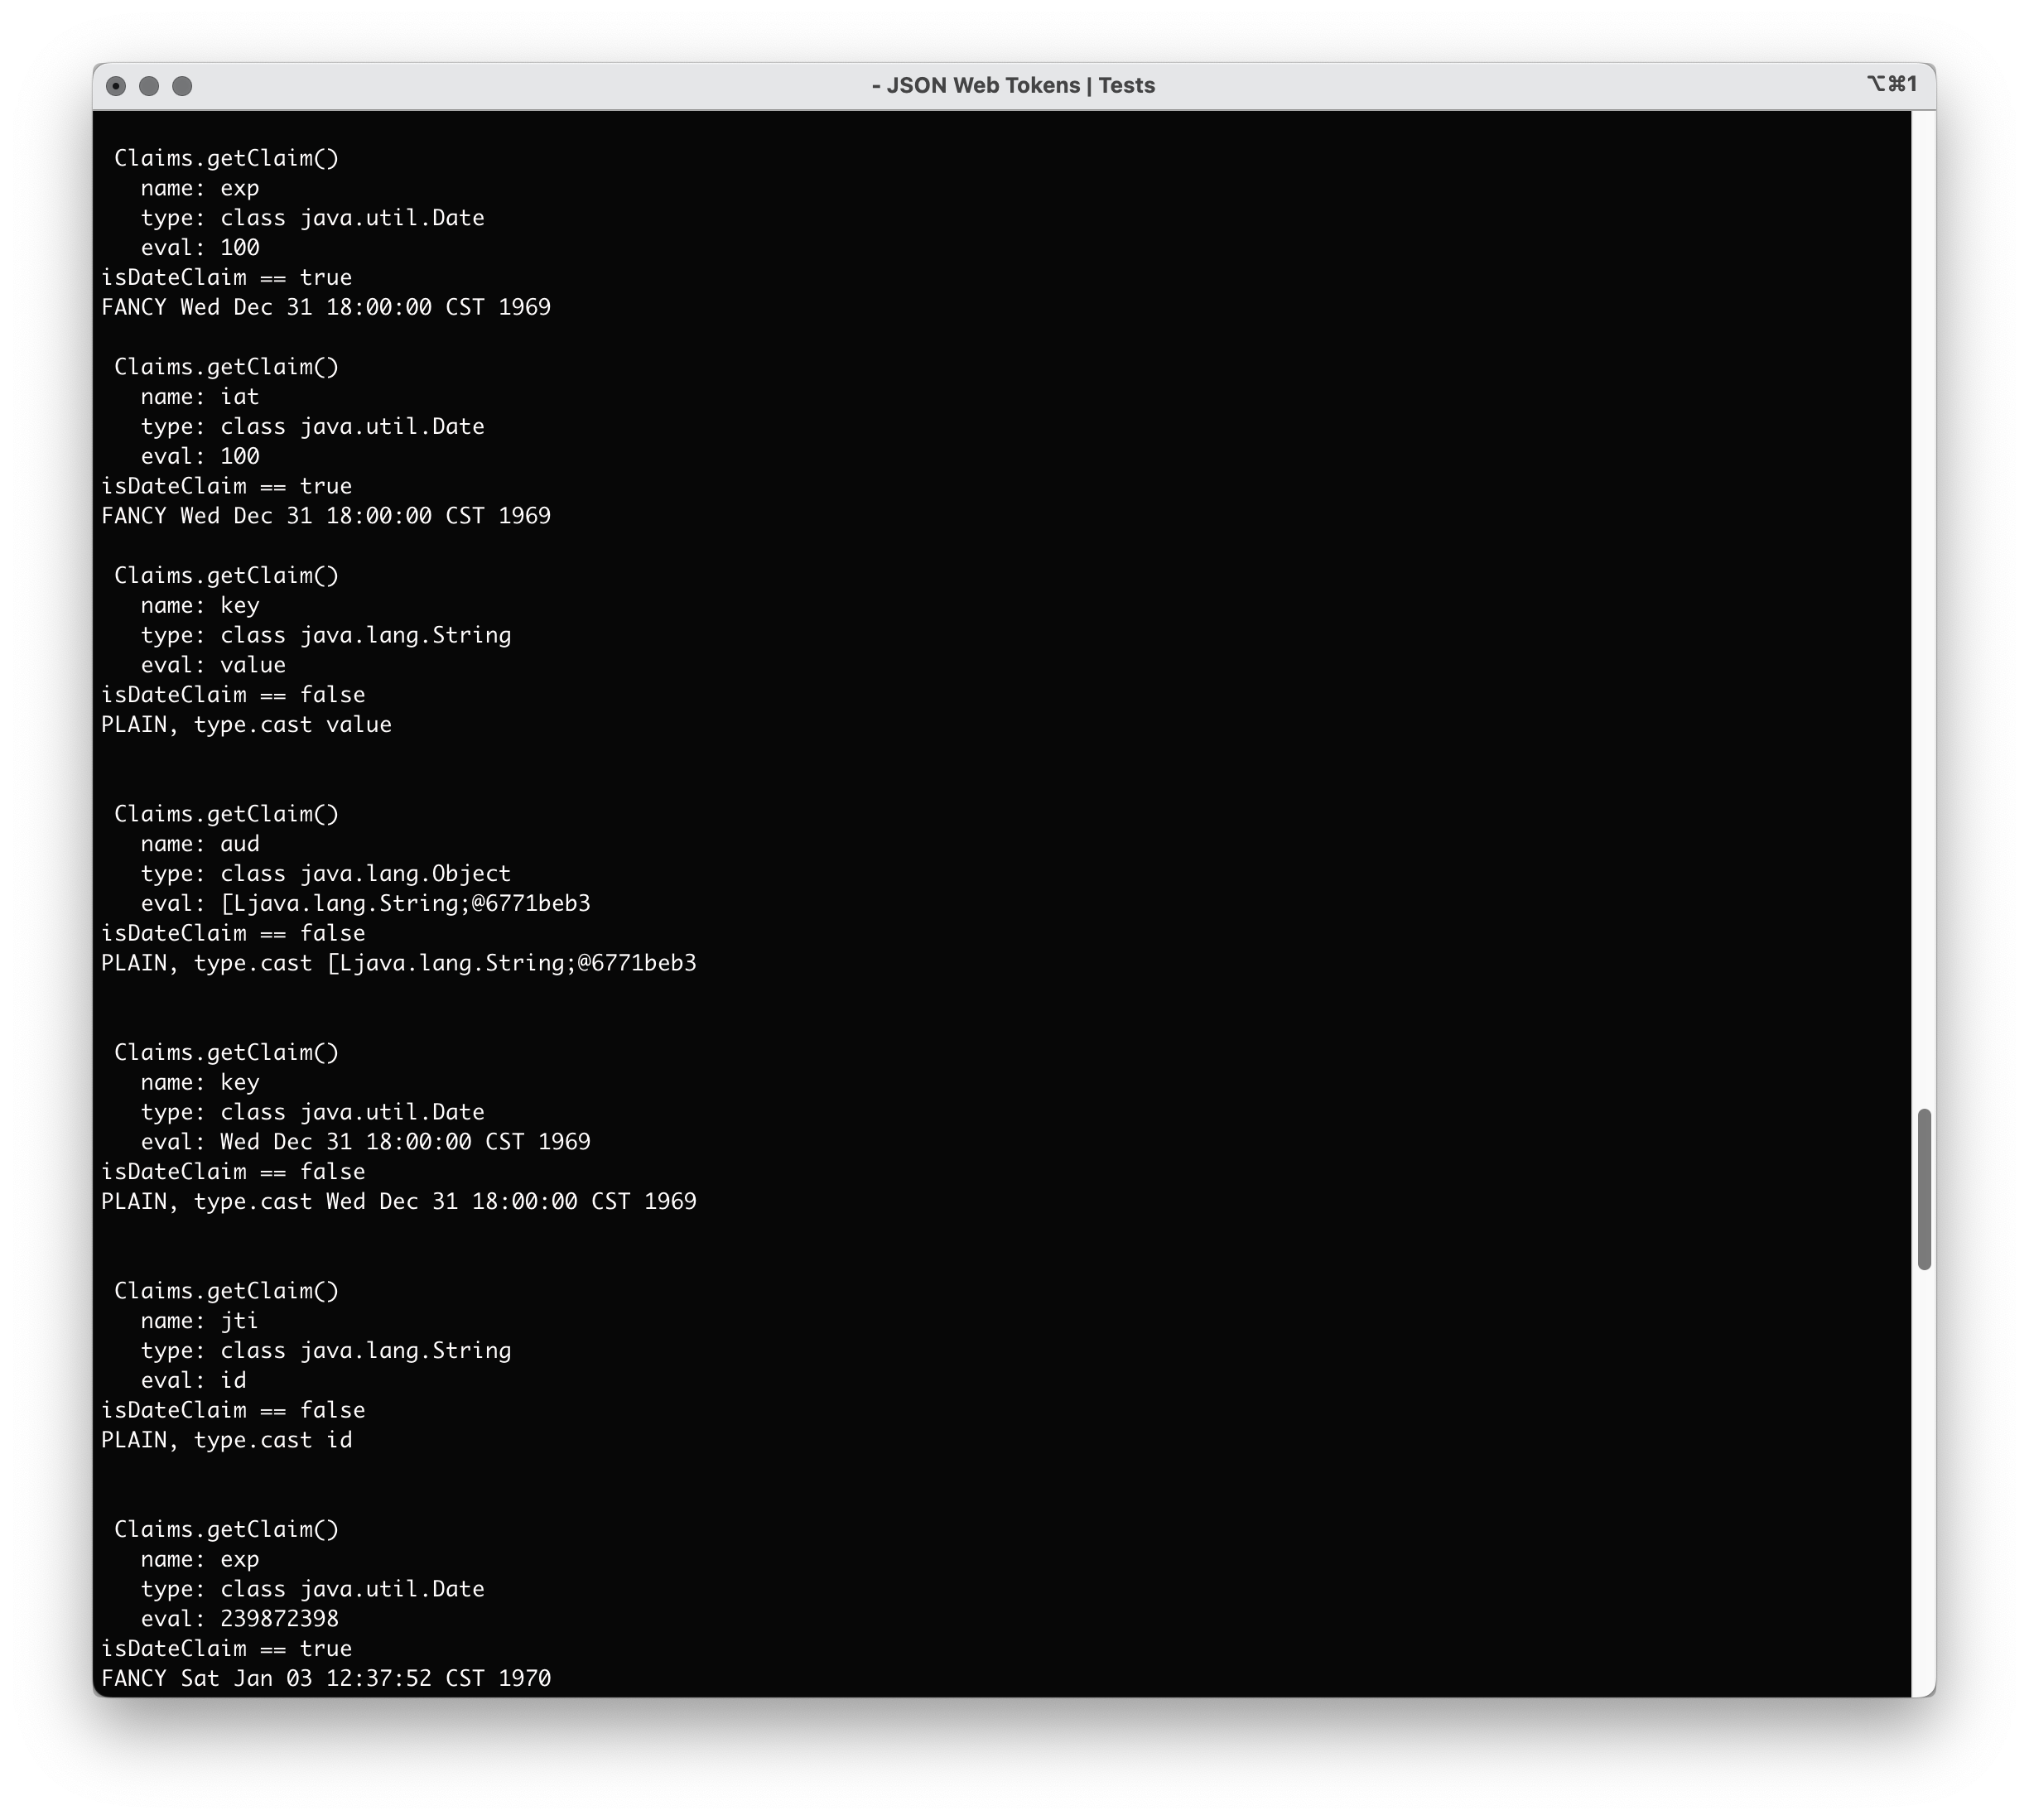 - JSON Web Tokens | Tests
⌥⌘1
Claims.getClaim()
name: exp
type: class java.util.Date
eval: 100
isDateClaim == true
FANCY Wed Dec 31 18:00:00 CST 1969
Claims.getClaim()
name: iat
type: class java.util.Date
eval: 100
isDateClaim == true
FANCY Wed Dec 31 18:00:00 CST 1969
Claims.getClaim()
name: key
type: class java.lang.String
eval: value
isDateClaim == false
PLAIN, type.cast value
Claims.getClaim()
name: aud
type: class java.lang.Object
eval: [Ljava.lang.String;@6771beb3
isDateClaim == false
PLAIN, type.cast [Ljava.lang.String;@6771beb3
Claims.getClaim()
name: key
type: class java.util.Date
eval: Wed Dec 31 18:00:00 CST 1969
isDateClaim == false
PLAIN, type.cast Wed Dec 31 18:00:00 CST 1969
Claims.getClaim()
name: jti
type: class java.lang.String
eval: id
isDateClaim == false
PLAIN, type.cast id
Claims.getClaim()
name: exp
type: class java.util.Date
eval: 239872398
isDateClaim == true
FANCY Sat Jan 03 12:37:52 CST 1970